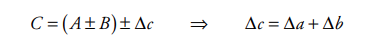 C = (A ± B) ± Δc ⇒ Δc = Δa + Δb